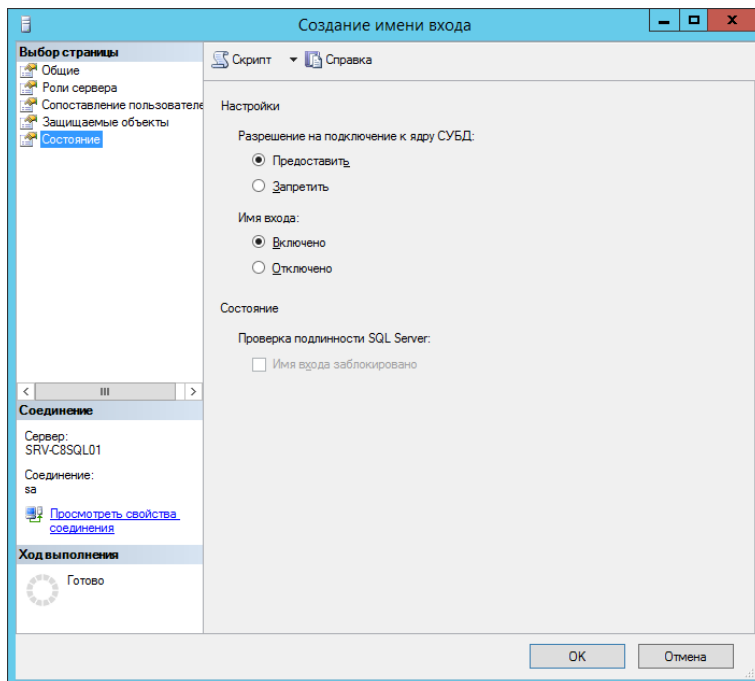 Создание имени входа
Выбор страницы
Общие
Роли сервера
Сопоставление пользователе
Защищаемые объекты
Состояние
Скрипт
Справка
Настройки
Разрешение на подключение к ядру СУБД:
Предоставить
Запретить
Имя входа:
Включено
Отключено
Состояние
Проверка подлинности SQL Server:
Имя входа заблокировано
Соединение
Сервер:
SRV-C8SQL01
Соединение:
sa
Просмотреть свойства
соединения
Ход выполнения
Готово
OK
Отмена